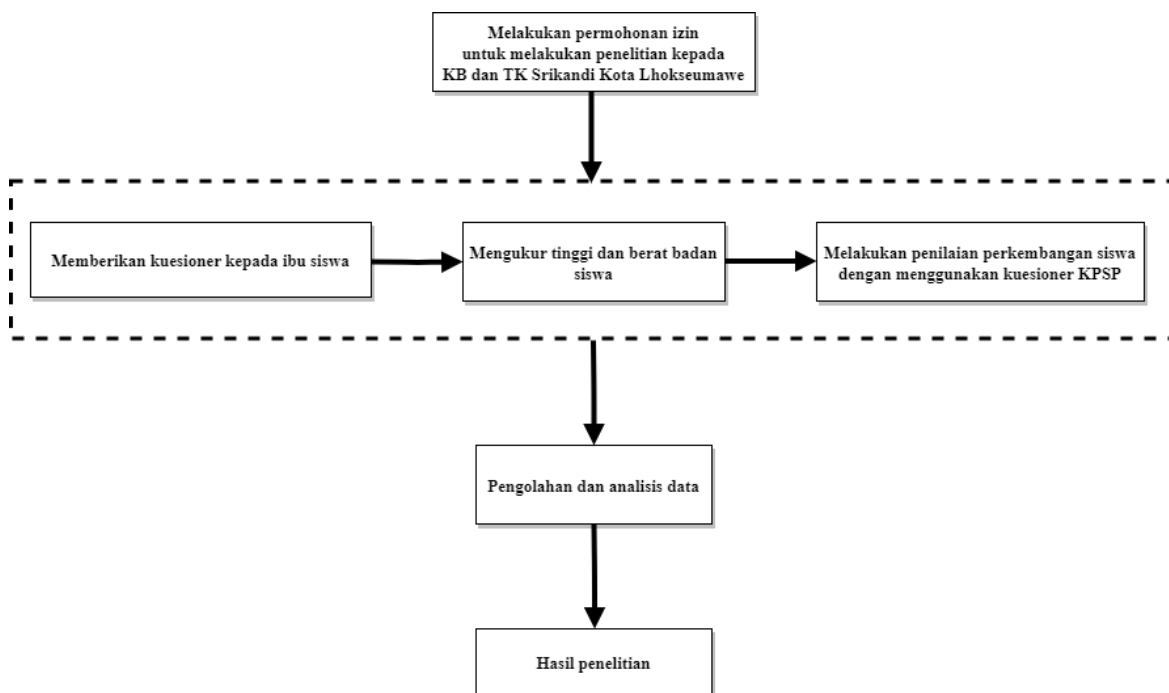 Melakukan permohonan izin
untuk melakukan penelitian kepada
KB dan TK Srikandi Kota Lhokseumawe
Memberikan kuesioner kepada ibu siswa
Mengukur tinggi dan berat badan
siswa
Melakukan penilaian perkembangan siswa
dengan menggunakan kuesioner KPSP
Pengolahan dan analisis data
Hasil penelitian